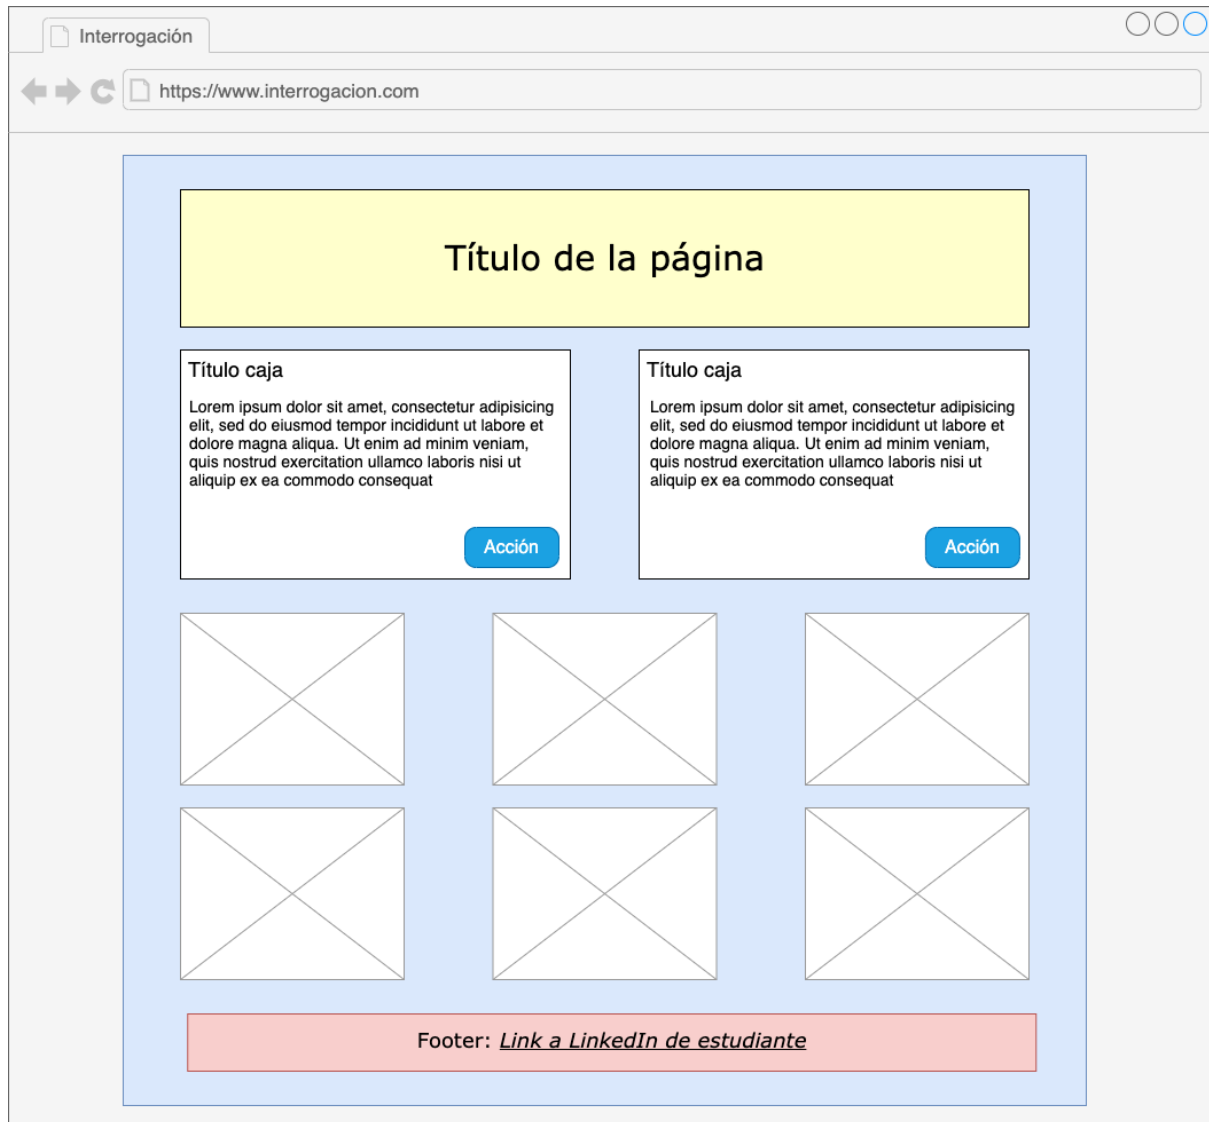 Interrogación
https://www.interrogacion.com
Título de la página
Título caja
Lorem ipsum dolor sit amet, consectetur adipisicing
elit, sed do eiusmod tempor incididunt ut labore et
dolore magna aliqua. Ut enim ad minim veniam,
quis nostrud exercitation ullamco laboris nisi ut
aliquip ex ea commodo consequat
Acción
Título caja
Lorem ipsum dolor sit amet, consectetur adipisicing
elit, sed do eiusmod tempor incididunt ut labore et
dolore magna aliqua. Ut enim ad minim veniam,
quis nostrud exercitation ullamco laboris nisi ut
aliquip ex ea commodo consequat
Acción
Footer: Link a LinkedIn de estudiante